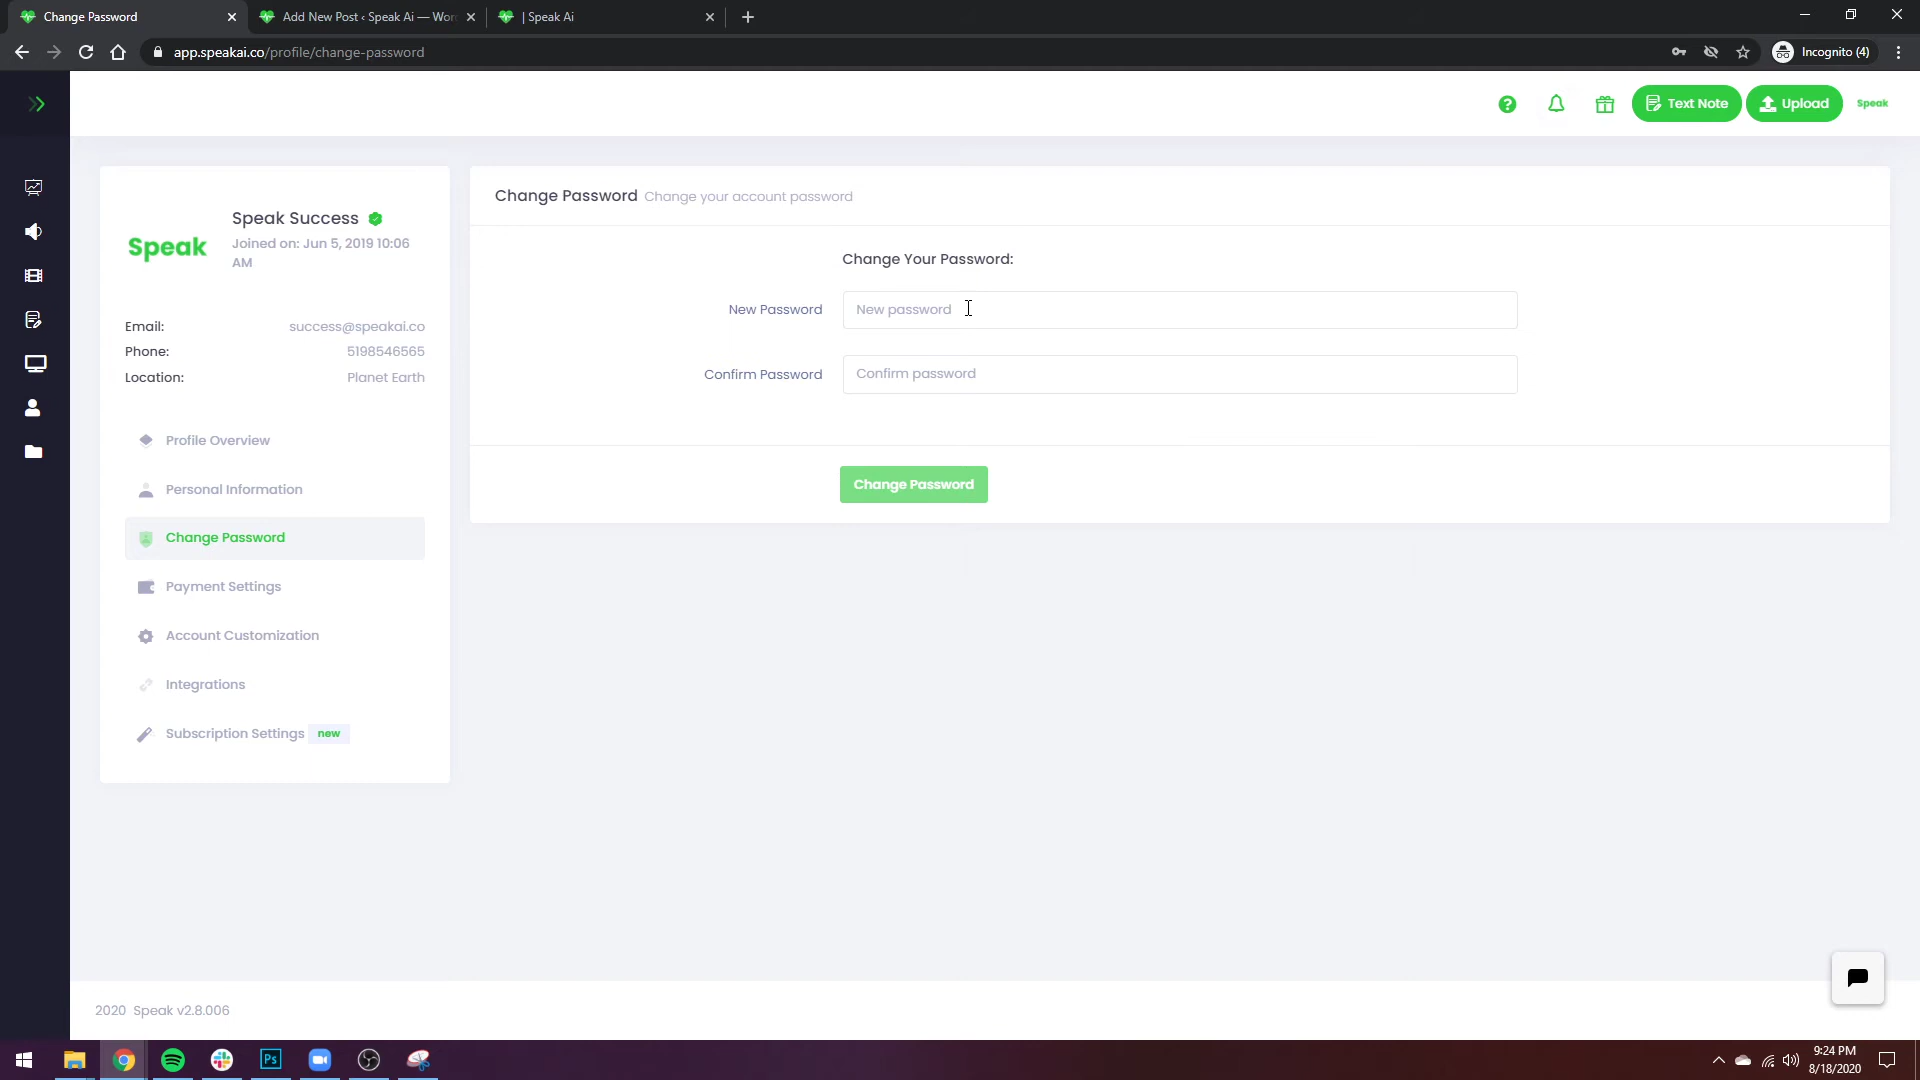 Change Password
Add New Post ‹ Speak Ai — Wor
| Speak Ai
app.speakai.co/profile/change-password
Incognito (4)
Text Note
Upload
Speak
Speak
Speak Success
Joined on: Jun 5, 2019 10:06
AM
Email: success@speakai.co
Phone: 5198546565
Location: Planet Earth
Profile Overview
Personal Information
Change Password
Payment Settings
Account Customization
Integrations
Subscription Settings new
Change Password Change your account password
Change Your Password:
New Password New password
Confirm Password Confirm password
Change Password
2020 Speak v2.8.006
Ps
9:24 PM
8/18/2020